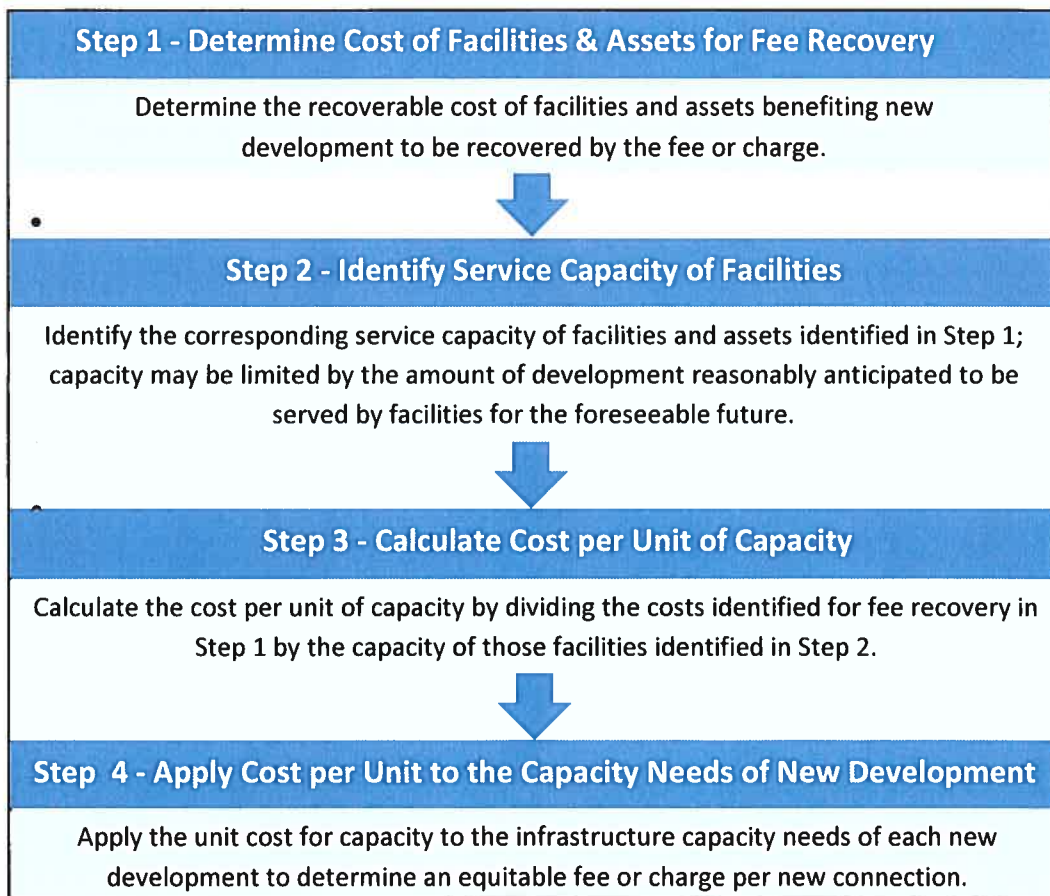 Step 1 - Determine Cost of Facilities & Assets for Fee Recovery
Determine the recoverable cost of facilities and assets benefiting new
development to be recovered by the fee or charge.
Step 2 - Identify Service Capacity of Facilities
Identify the corresponding service capacity of facilities and assets identified in Step 1;
capacity may be limited by the amount of development reasonably anticipated to be
served by facilities for the foreseeable future.
Step 3 - Calculate Cost per Unit of Capacity
Calculate the cost per unit of capacity by dividing the costs identified for fee recovery in
Step 1 by the capacity of those facilities identified in Step 2.
Step 4 - Apply Cost per Unit to the Capacity Needs of New Development
Apply the unit cost for capacity to the infrastructure capacity needs of each new
development to determine an equitable fee or charge per new connection.